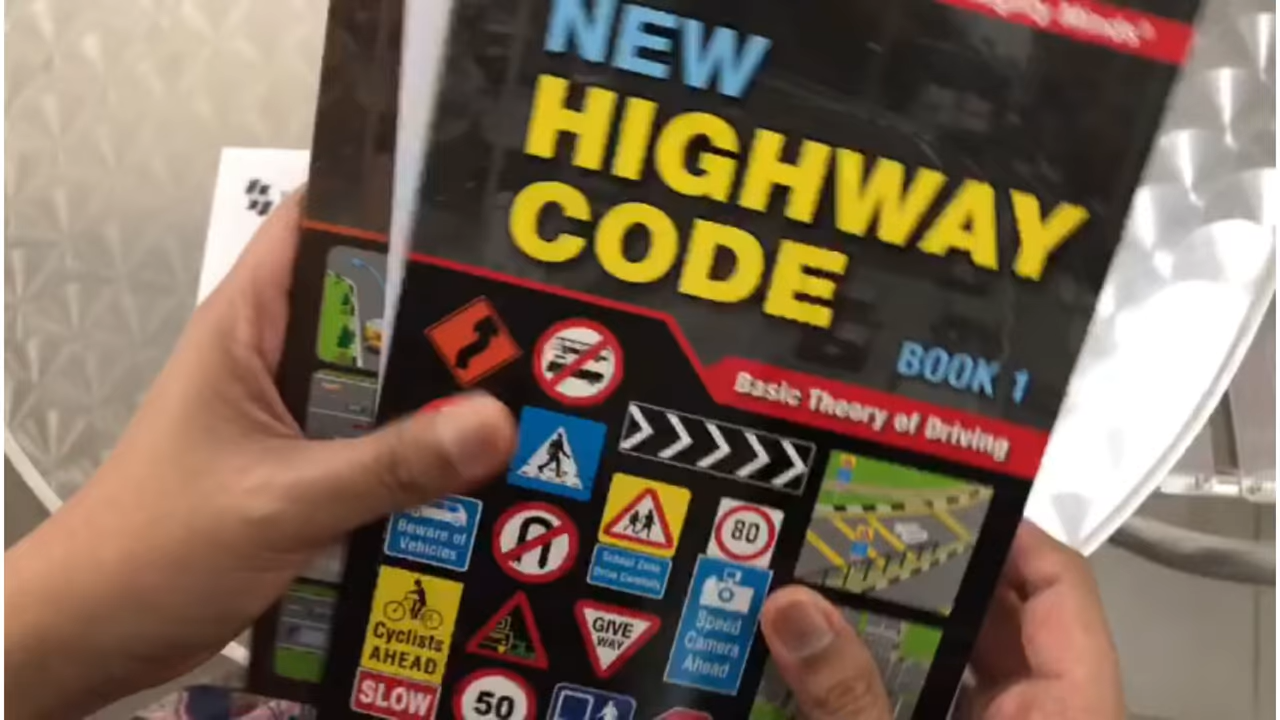 NEW
HIGHWAY
CODE
BOOK 1
Basic Theory of Driving
Beware of
Vehicles
School Zone
Drive Carefully
80
Speed
Camera
Ahead
Cyclists
AHEAD
SLOW
GIVE
WAY
50